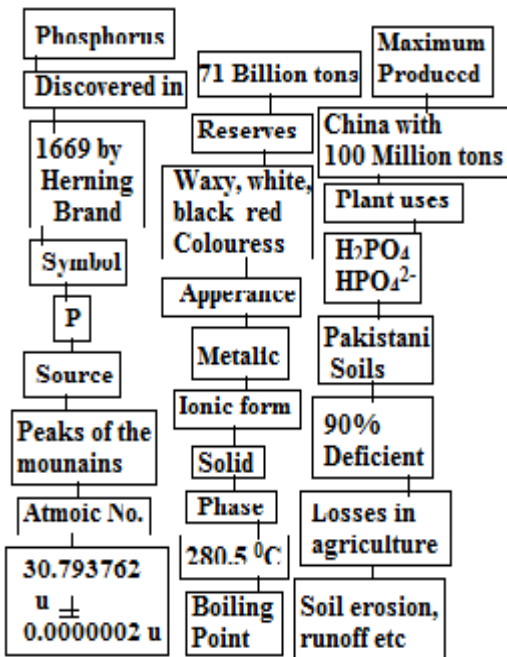 Phosphorus
Discovered in
1669 by
Herning
Brand
Symbol
P
Source
Peaks of the
mounains
Atmoic No.
30.793762
u ±
0.0000002 u
71 Billion tons
Reserves
Waxy, white,
black red
Colouress
Apperance
Metalic
Ionic form
Solid
Phase
280.5 ⁰C
Boiling
Point
Maximum
Produced
China with
100 Million tons
Plant uses
H₂PO₄
HPO₄²⁻
Pakistani
Soils
90%
Deficient
Losses in
agriculture
Soil erosion,
runoff etc